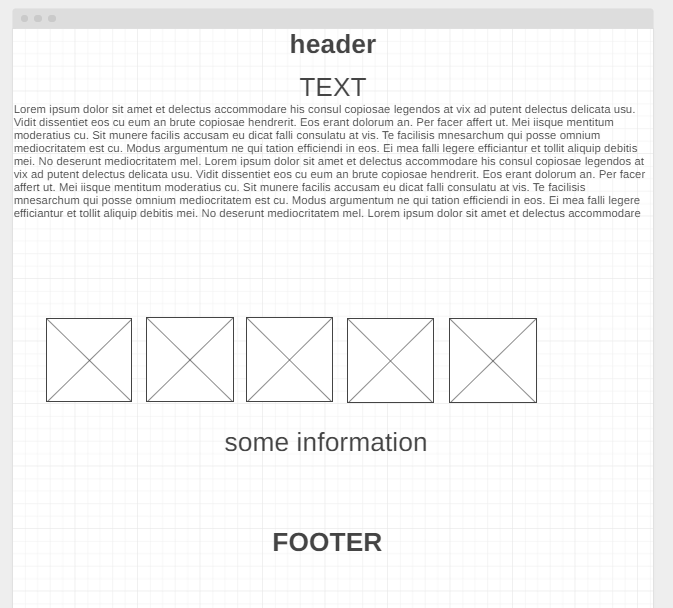 header
TEXT
Lorem ipsum dolor sit amet et delectus accommodare his consul copiosae legendos at vix ad putent delectus delicata usu.
Vidit dissentiet eos cu eum an brute copiosae hendrerit. Eos erant dolorum an. Per facer affert ut. Mei iisque mentitum
moderatius cu. Sit munere facilis accusam eu dicat falli consulatu at vis. Te facilisis mnesarchum qui posse omnium
mediocritatem est cu. Modus argumentum ne qui tation efficiendi in eos. Ei mea falli legere efficiantur et tollit aliquip debitis
mei. No deserunt mediocritatem mel. Lorem ipsum dolor sit amet et delectus accommodare his consul copiosae legendos at
vix ad putent delectus delicata usu. Vidit dissentiet eos cu eum an brute copiosae hendrerit. Eos erant dolorum an. Per facer
affert ut. Mei iisque mentitum moderatius cu. Sit munere facilis accusam eu dicat falli consulatu at vis. Te facilisis
mnesarchum qui posse omnium mediocritatem est cu. Modus argumentum ne qui tation efficiendi in eos. Ei mea falli legere
efficiantur et tollit aliquip debitis mei. No deserunt mediocritatem mel. Lorem ipsum dolor sit amet et delectus accommodare
some information
FOOTER